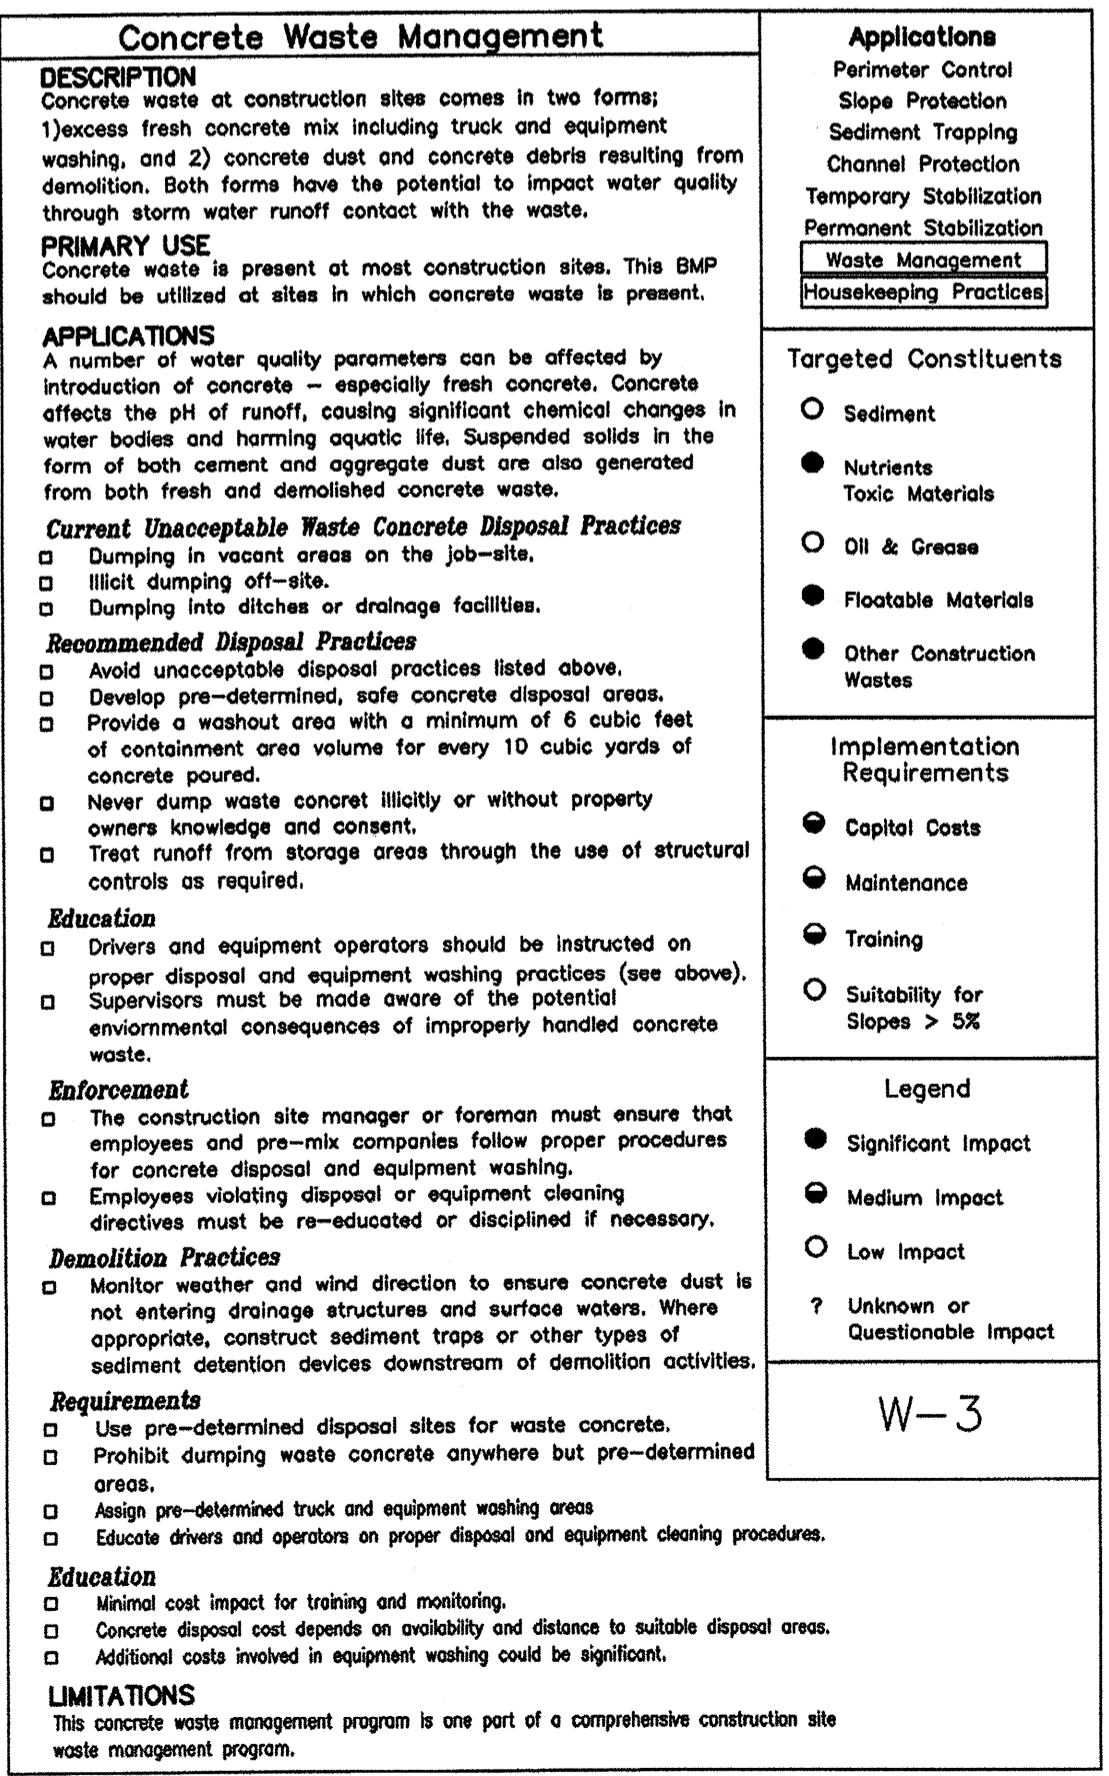 Concrete Waste Management
DESCRIPTION
Concrete waste at construction sites comes in two forms;
1)excess fresh concrete mix including truck and equipment
washing, and 2) concrete dust and concrete debris resulting from
demolition. Both forms have the potential to impact water quality
through storm water runoff contact with the waste.
PRIMARY USE
Concrete waste is present at most construction sites. This BMP
should be utilized at sites in which concrete waste is present.
APPLICATIONS
A number of water quality parameters can be affected by
introduction of concrete – especially fresh concrete. Concrete
affects the pH of runoff, causing significant chemical changes in
water bodies and harming aquatic life. Suspended solids in the
form of both cement and aggregate dust are also generated
from both fresh and demolished concrete waste.
Current Unacceptable Waste Concrete Disposal Practices
Dumping in vacant areas on the job-site.
Illicit dumping off-site.
Dumping into ditches or drainage facilities.
Recommended Disposal Practices
Avoid unacceptable disposal practices listed above.
Develop pre-determined, safe concrete disposal areas.
Provide a washout area with a minimum of 6 cubic feet
of containment area volume for every 10 cubic yards of
concrete poured.
Never dump waste concret illicitly or without property
owners knowledge and consent.
Treat runoff from storage areas through the use of structural
controls as required.
Education
Drivers and equipment operators should be instructed on
proper disposal and equipment washing practices (see above).
Supervisors must be made aware of the potential
enviornmental consequences of improperly handled concrete
waste.
Enforcement
The construction site manager or foreman must ensure that
employees and pre-mix companies follow proper procedures
for concrete disposal and equipment washing.
Employees violating disposal or equipment cleaning
directives must be re-educated or disciplined if necessary.
Demolition Practices
Monitor weather and wind direction to ensure concrete dust is
not entering drainage structures and surface waters. Where
appropriate, construct sediment traps or other types of
sediment detention devices downstream of demolition activities.
Requirements
Use pre-determined disposal sites for waste concrete.
Prohibit dumping waste concrete anywhere but pre-determined
areas.
Assign pre-determined truck and equipment washing areas
Educate drivers and operators on proper disposal and equipment cleaning procedures.
Education
Minimal cost impact for training and monitoring.
Concrete disposal cost depends on availability and distance to suitable disposal areas.
Additional costs involved in equipment washing could be significant.
LIMITATIONS
This concrete waste management program is one part of a comprehensive construction site
waste management program.
Applications
Perimeter Control
Slope Protection
Sediment Trapping
Channel Protection
Temporary Stabilization
Permanent Stabilization
Waste Management
Housekeeping Practices
Targeted Constituents
Sediment
Nutrients
Toxic Materials
Oil & Grease
Floatable Materials
Other Construction
Wastes
Implementation
Requirements
Capital Costs
Maintenance
Training
Suitability for
Slopes > 5%
Legend
Significant Impact
Medium Impact
Low Impact
? Unknown or
Questionable Impact
W-3